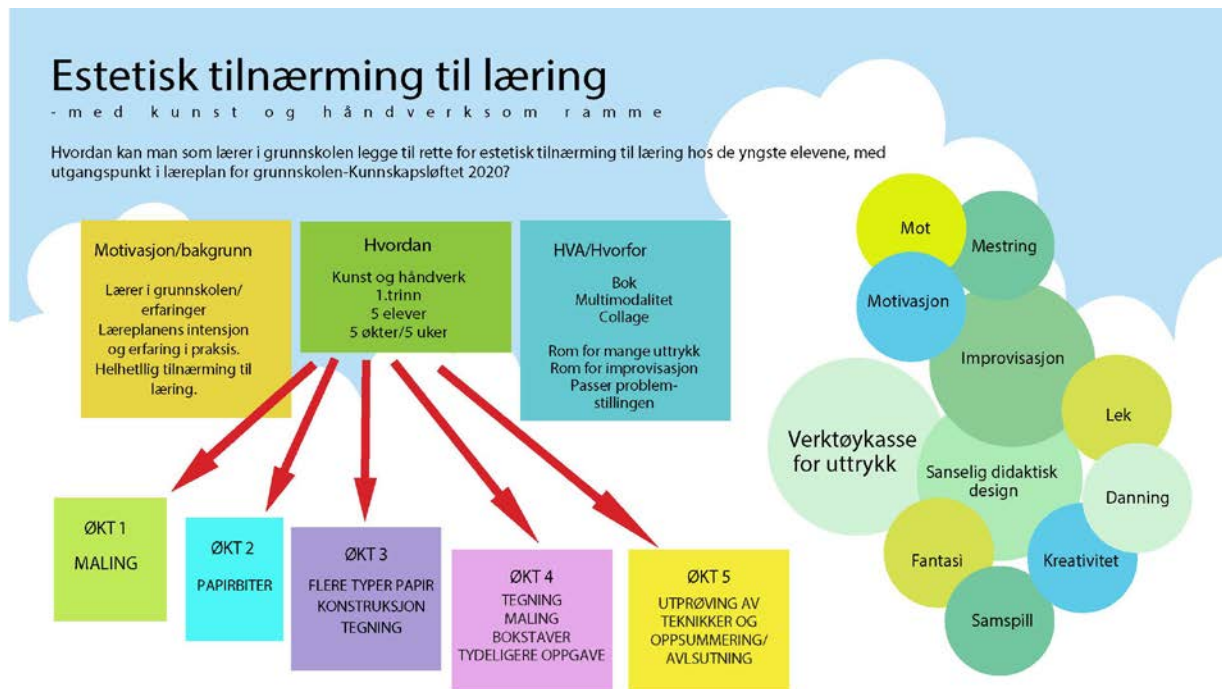 Estetisk tilnærming til læring
- med kunst og håndverksom ramme
Hvordan kan man som lærer i grunnskolen legge til rette for estetisk tilnærming til læring hos de yngste elevene, med
utgangspunkt i læreplan for grunnskolen-Kunnskapsløftet 2020?
Motivasjon/bakgrunn
Lærer i grunnskolen/
erfaringer
Læreplanens intensjon
og erfaring i praksis.
Helhetllig tilnærming til
læring.
Hvordan
Kunst og håndverk
1.trinn
5 elever
5 økter/5 uker
HVA/Hvorfor
Bok
Multimodalitet
Collage
Rom for mange uttrykk
Rom for improvisasjon
Passer problem-
stillingen
ØKT 1
MALING
ØKT 2
PAPIRBITER
ØKT 3
FLERE TYPER PAPIR
KONSTRUKSJON
TEGNING
ØKT 4
TEGNING
MALING
BOKSTAVER
TYDELIGERE OPPGAVE
ØKT 5
UTPRØVING AV
TEKNIKKER OG
OPPSUMMERING/
AVLSUTNING
Mot
Mestring
Motivasjon
Improvisasjon
Lek
Verktøykasse
for uttrykk
Sanselig didaktisk
design
Danning
Fantasi
Kreativitet
Samspill